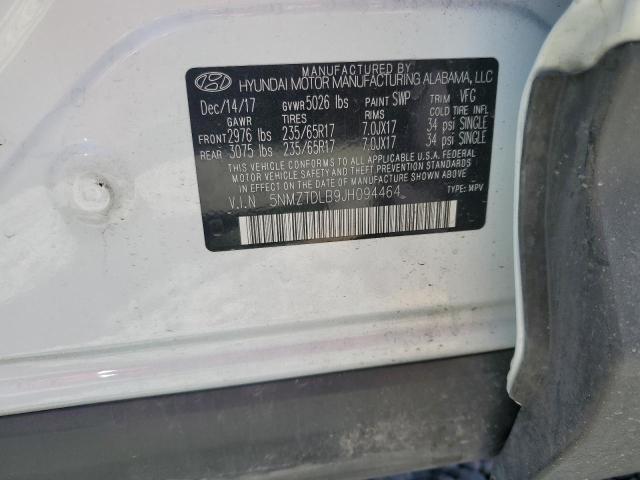 MANUFACTURED BY
HYUNDAI MOTOR MANUFACTURING ALABAMA, LLC
Dec/14/17 GVWR 5026 lbs PAINT SWP TRIM VFG
GAWR TIRES RIMS COLD TIRE INFL
FRONT 2976 lbs 235/65R17 7.0JX17 34 psi SINGLE
REAR 3075 lbs 235/65R17 7.0JX17 34 psi SINGLE
THIS VEHICLE CONFORMS TO ALL APPLICABLE U.S.A. FEDERAL
MOTOR VEHICLE SAFETY, BUMPER, AND THEFT PREVENTION STANDARDS
IN EFFECT ON THE DATE OF MANUFACTURE SHOWN ABOVE.
V.I.N 5NMZTDLB9JH094464 TYPE: MPV